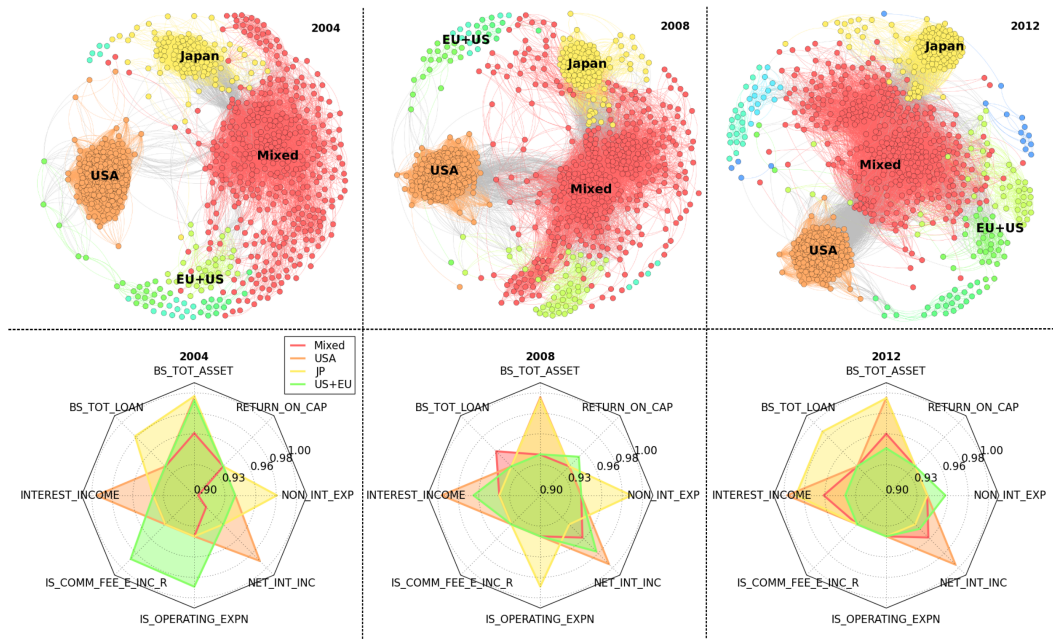 2004
Japan
Mixed
USA
EU+US
2008
EU+US
Japan
USA
Mixed
2012
Japan
Mixed
EU+US
USA
2004
Mixed
USA
JP
US+EU
BS_TOT_ASSET
BS_TOT_LOAN
RETURN_ON_CAP
INTEREST_INCOME
NON_INT_EXP
IS_COMM_FEE_E_INC_R
NET_INT_INC
IS_OPERATING_EXPN
0.90
0.93
0.96
0.98
1.00
2008
BS_TOT_ASSET
BS_TOT_LOAN
RETURN_ON_CAP
INTEREST_INCOME
NON_INT_EXP
IS_COMM_FEE_E_INC_R
NET_INT_INC
IS_OPERATING_EXPN
0.90
0.93
0.96
0.98
1.00
2012
BS_TOT_ASSET
BS_TOT_LOAN
RETURN_ON_CAP
INTEREST_INCOME
NON_INT_EXP
IS_COMM_FEE_E_INC_R
NET_INT_INC
IS_OPERATING_EXPN
0.90
0.93
0.96
0.98
1.00